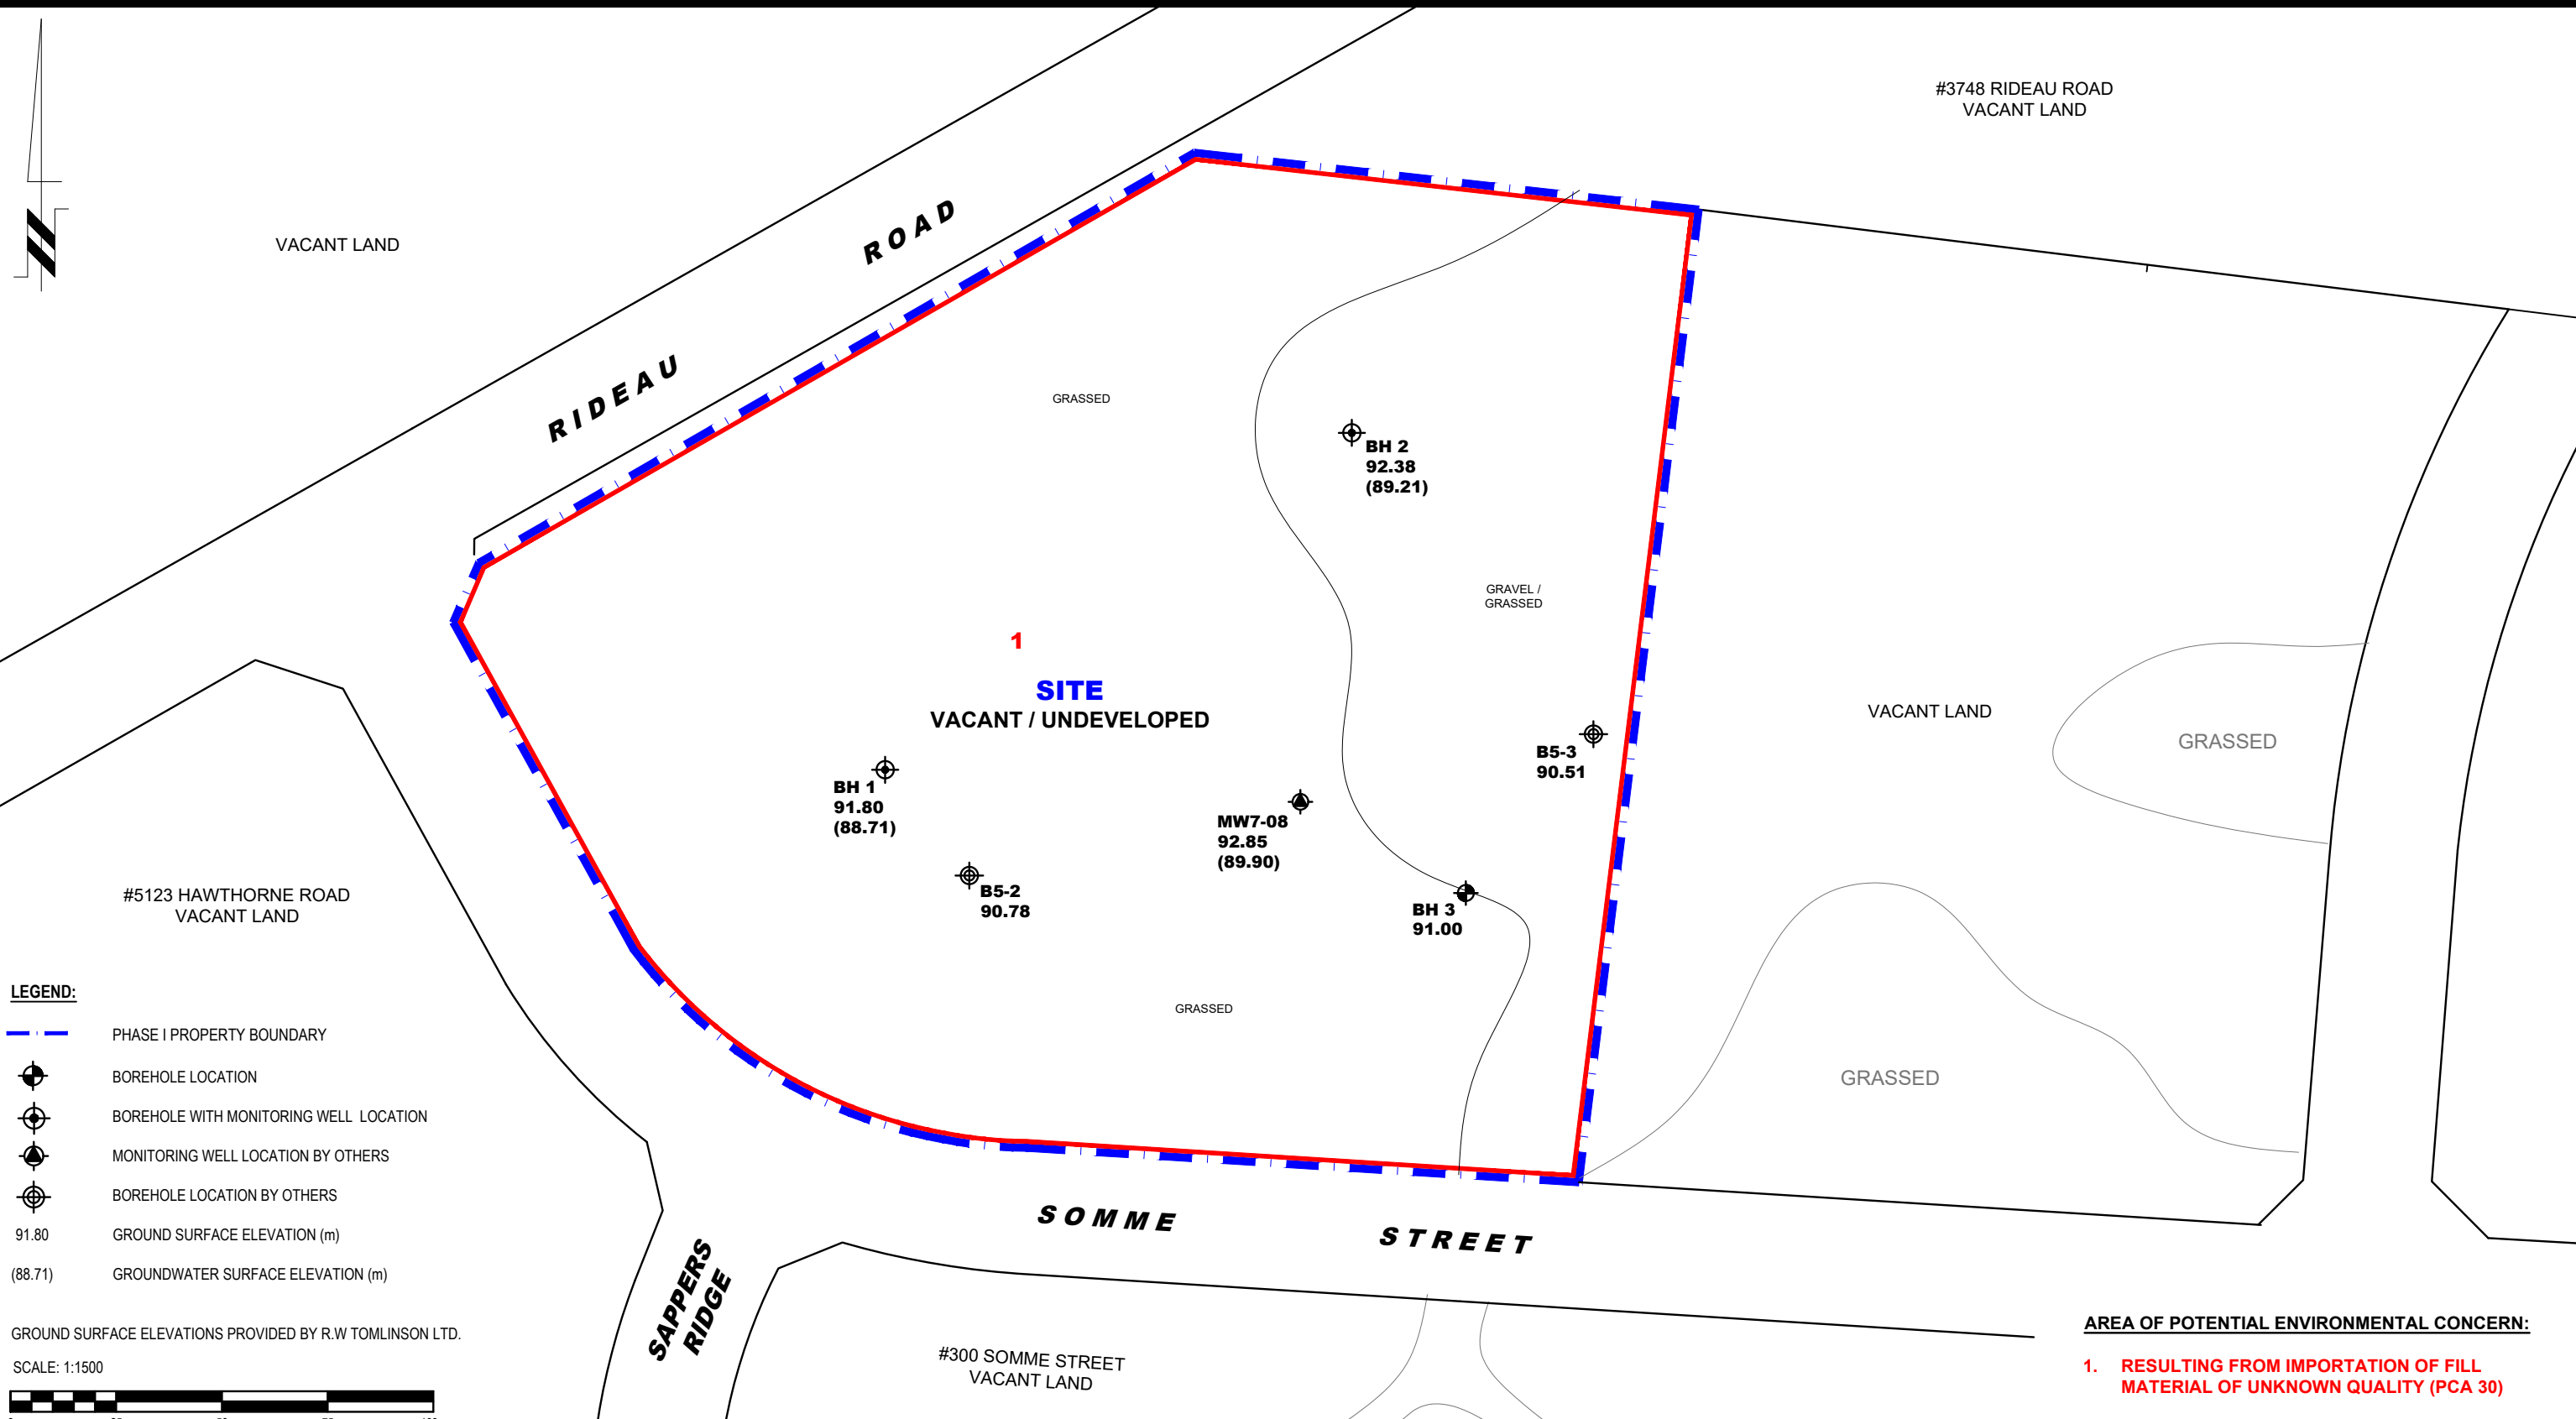 #3748 RIDEAU ROAD
VACANT LAND
VACANT LAND
RIDEAU ROAD
GRASSED
BH 2
92.38
(89.21)
GRAVEL /
GRASSED
1
SITE
VACANT / UNDEVELOPED
VACANT LAND
GRASSED
B5-3
90.51
BH 1
91.80
(88.71)
MW7-08
92.85
(89.90)
B5-2
90.78
BH 3
91.00
#5123 HAWTHORNE ROAD
VACANT LAND
GRASSED
GRASSED
LEGEND:
PHASE I PROPERTY BOUNDARY
BOREHOLE LOCATION
BOREHOLE WITH MONITORING WELL LOCATION
MONITORING WELL LOCATION BY OTHERS
BOREHOLE LOCATION BY OTHERS
91.80 GROUND SURFACE ELEVATION (m)
(88.71) GROUNDWATER SURFACE ELEVATION (m)
GROUND SURFACE ELEVATIONS PROVIDED BY R.W TOMLINSON LTD.
SCALE: 1:1500
SOMME STREET
SAPPERS
RIDGE
#300 SOMME STREET
VACANT LAND
AREA OF POTENTIAL ENVIRONMENTAL CONCERN:
1. RESULTING FROM IMPORTATION OF FILL
MATERIAL OF UNKNOWN QUALITY (PCA 30)